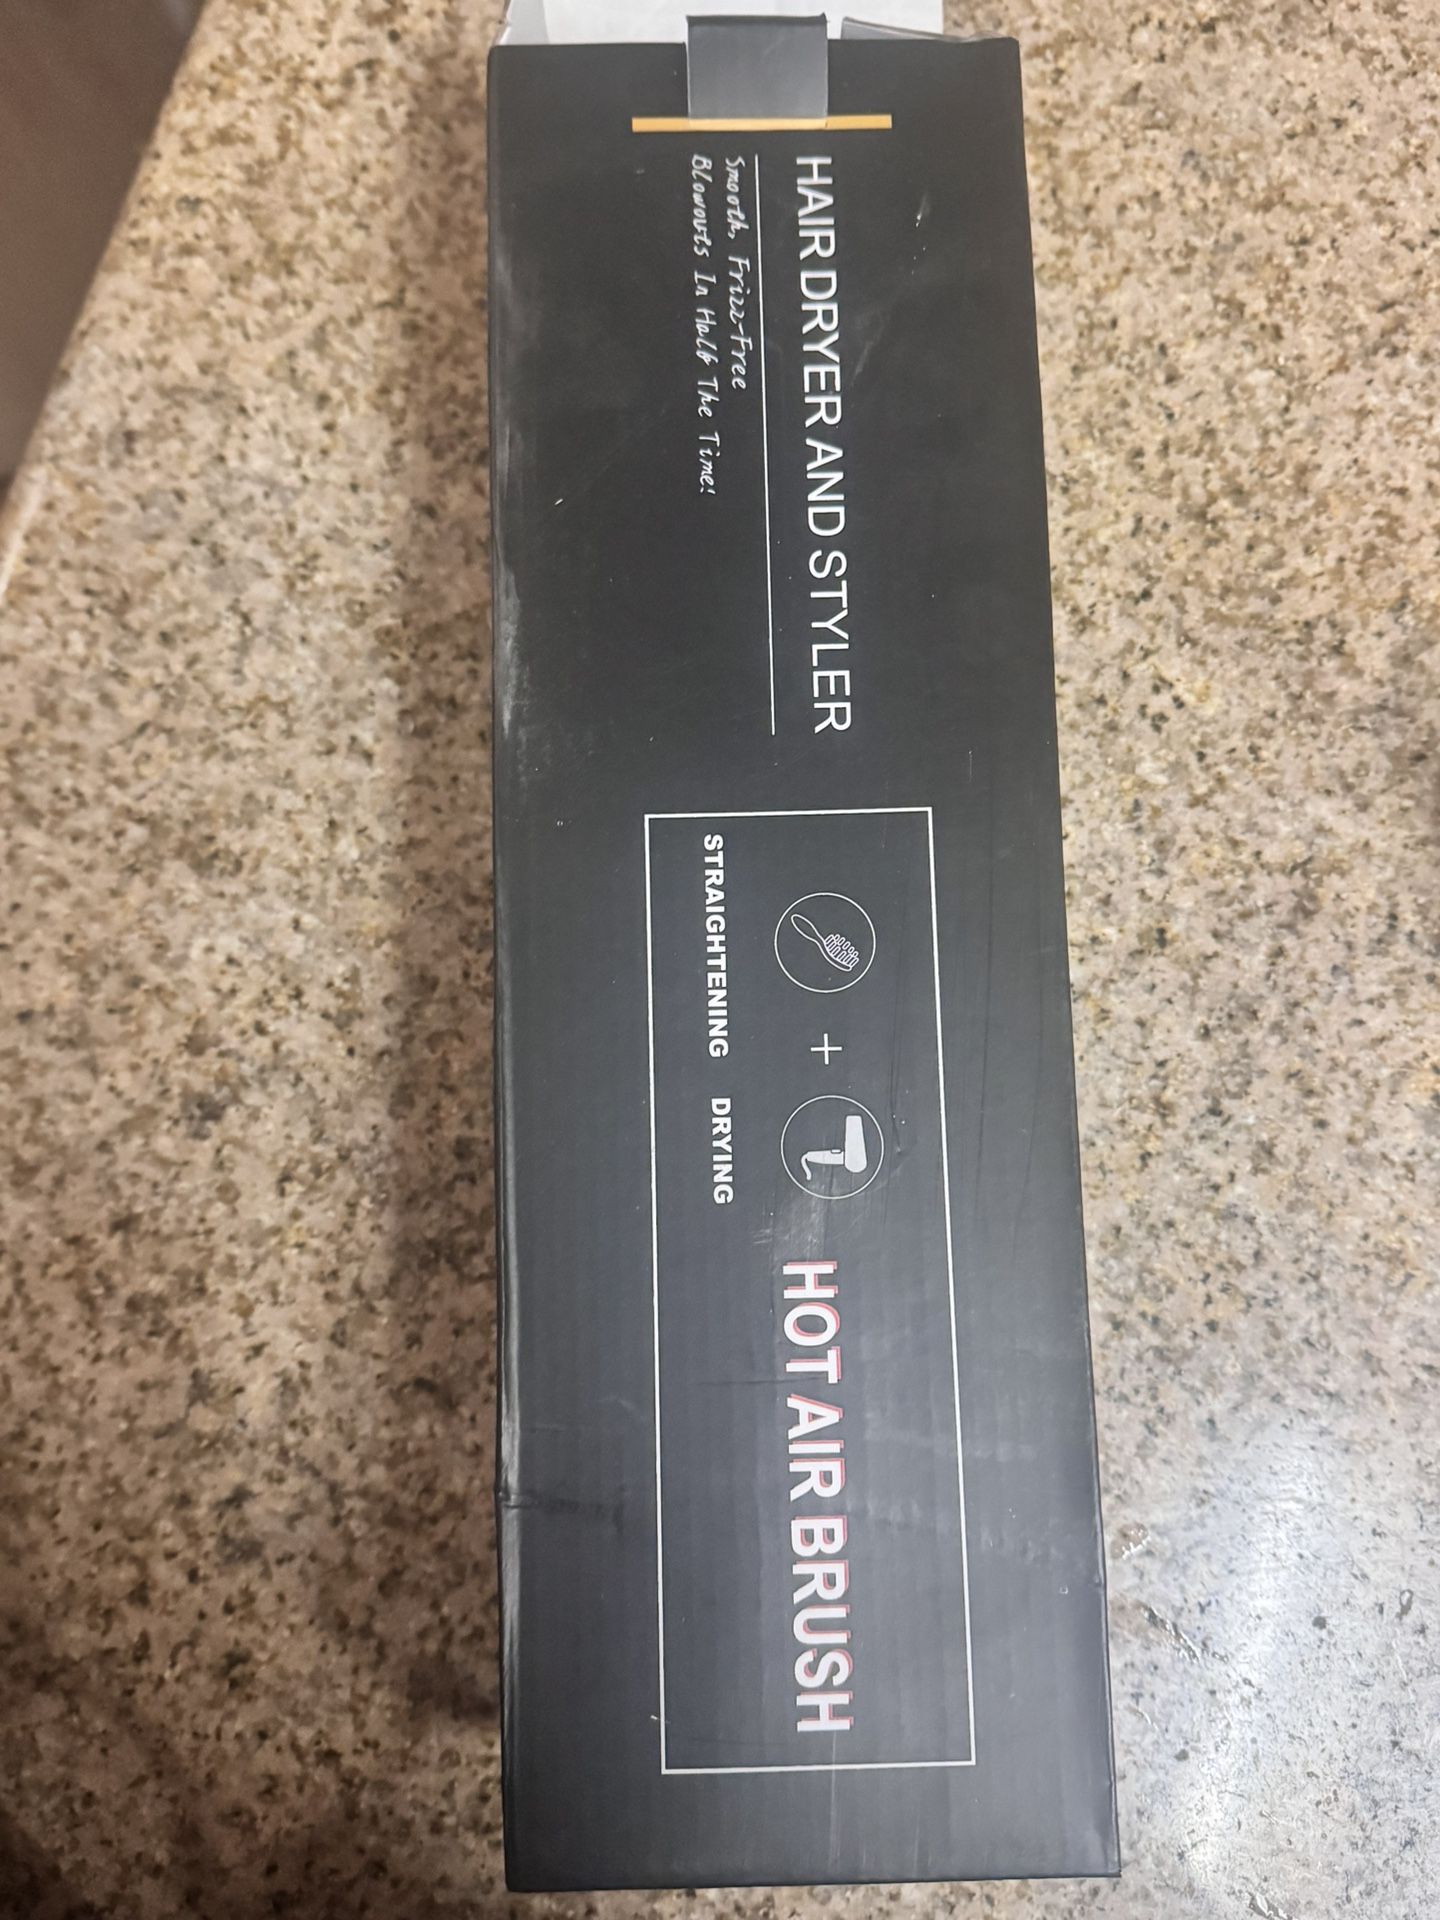 HAIR DRYER AND STYLER
Smooth, Frizz-Free
Blowouts In Half The Time!
STRAIGHTENING DRYING
HOT AIR BRUSH